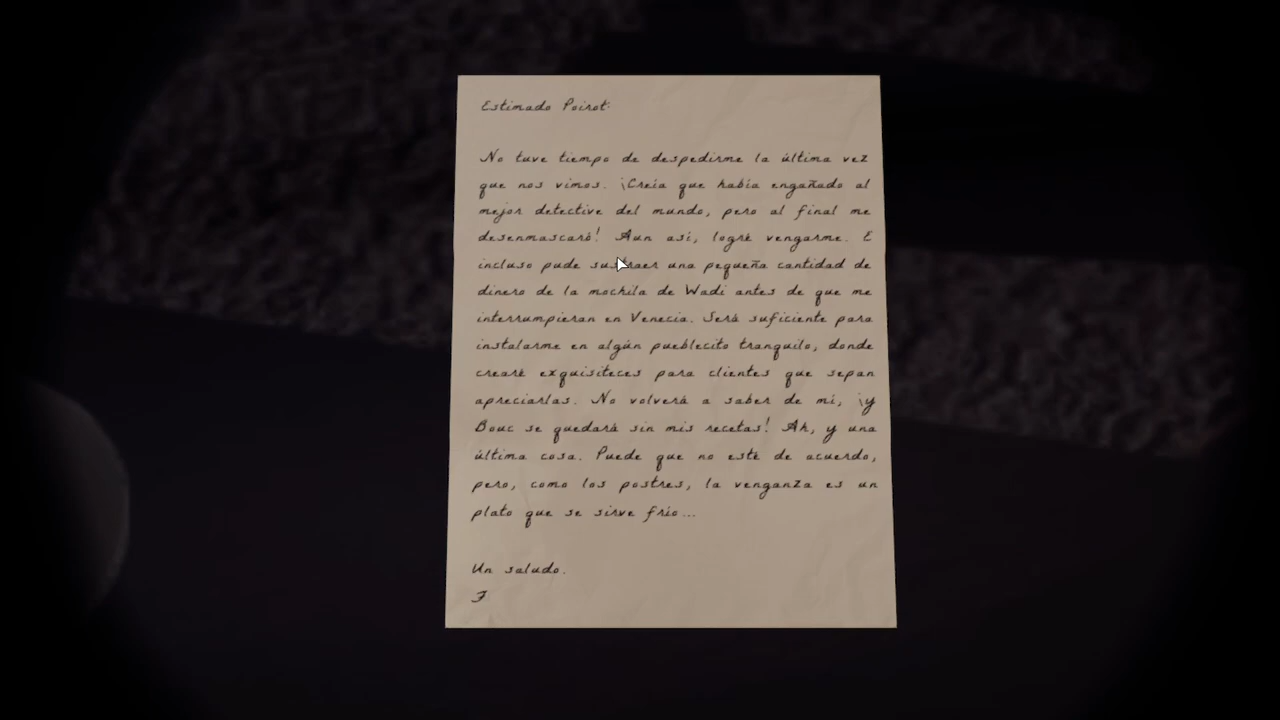 Estimado Poirot:
No tuve tiempo de despedirme la última vez
que nos vimos. ¡Creía que había engañado al
mejor detective del mundo, pero al final me
desenmascaró! Aun así, logré vengarme. E
incluso pude sustraer una pequeña cantidad de
dinero de la mochila de Wadi antes de que me
interrumpieran en Venecia. Será suficiente para
instalarme en algún pueblecito tranquilo, donde
crearé exquisiteces para clientes que sepan
apreciarlas. No volverá a saber de mí, ¡y
Bouc se quedará sin mis recetas! Ah, y una
última cosa. Puede que no esté de acuerdo,
pero, como los postres, la venganza es un
plato que se sirve frío...
Un saludo.
F